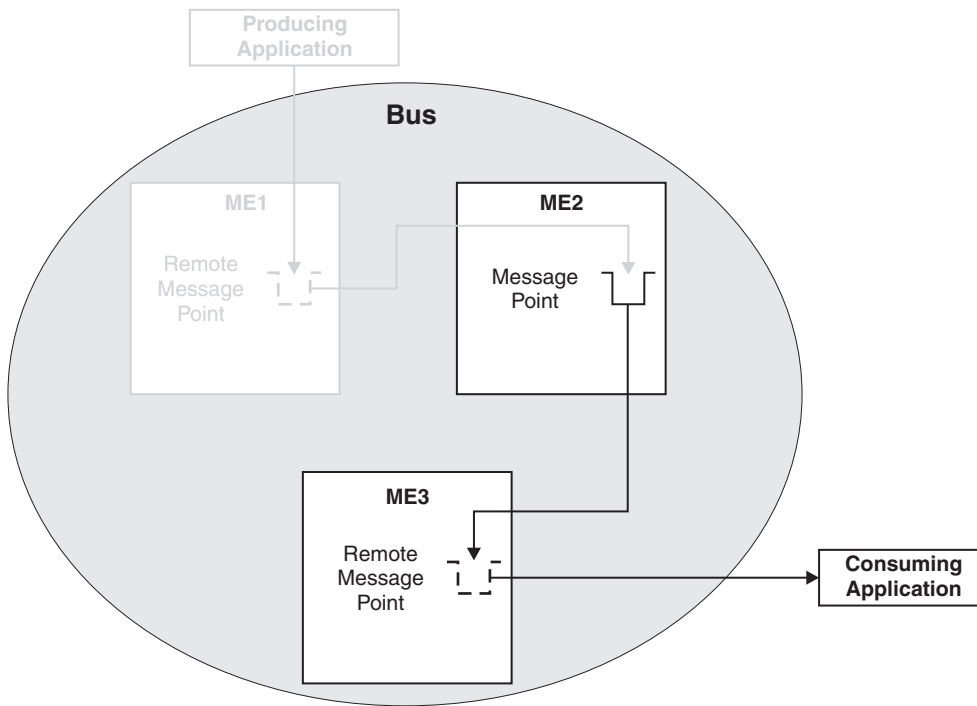 Producing
Application
Bus
ME1
Remote
Message
Point
ME2
Message
Point
ME3
Remote
Message
Point
Consuming
Application